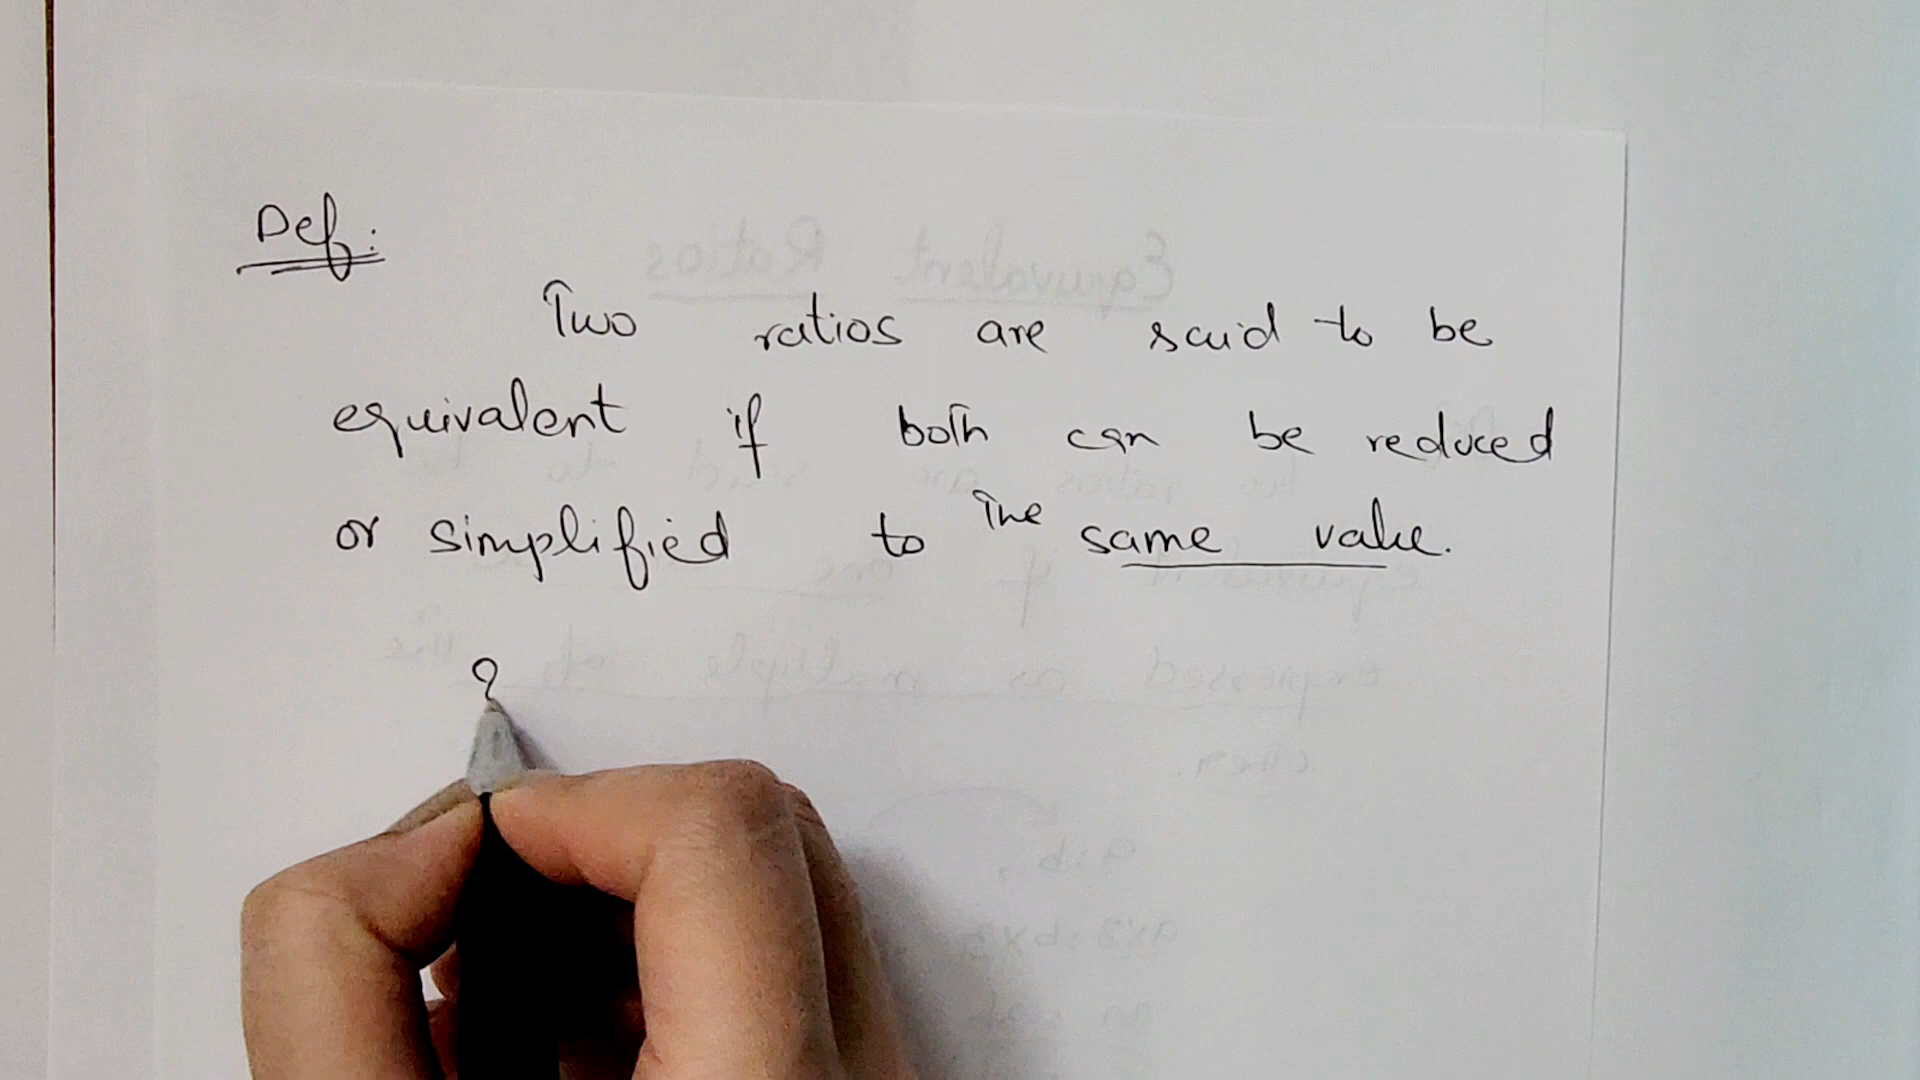 Def:
Two ratios are said to be
equivalent if both can be reduced
or simplified to the same value.